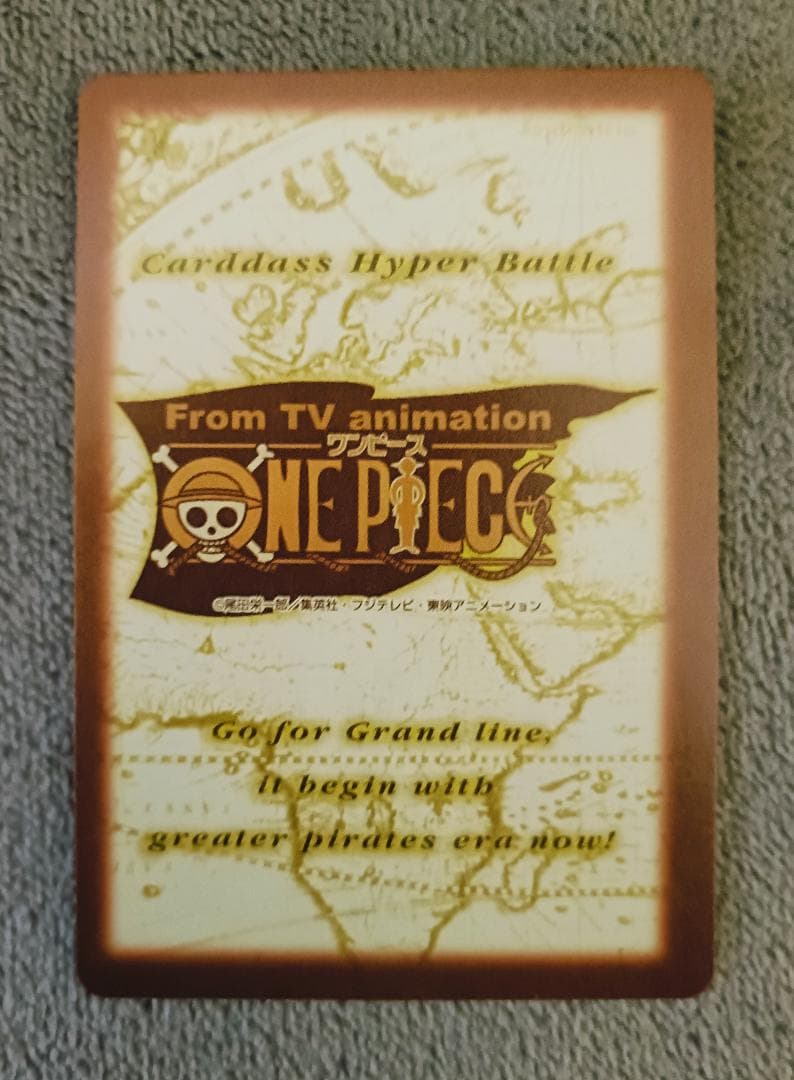 Carddass Hyper Battle
From TV animation
ワンピース
ONE PIECE
©尾田栄一郎／集英社・フジテレビ・東映アニメーション
Go for Grand line,
it begin with
greater pirates era now!